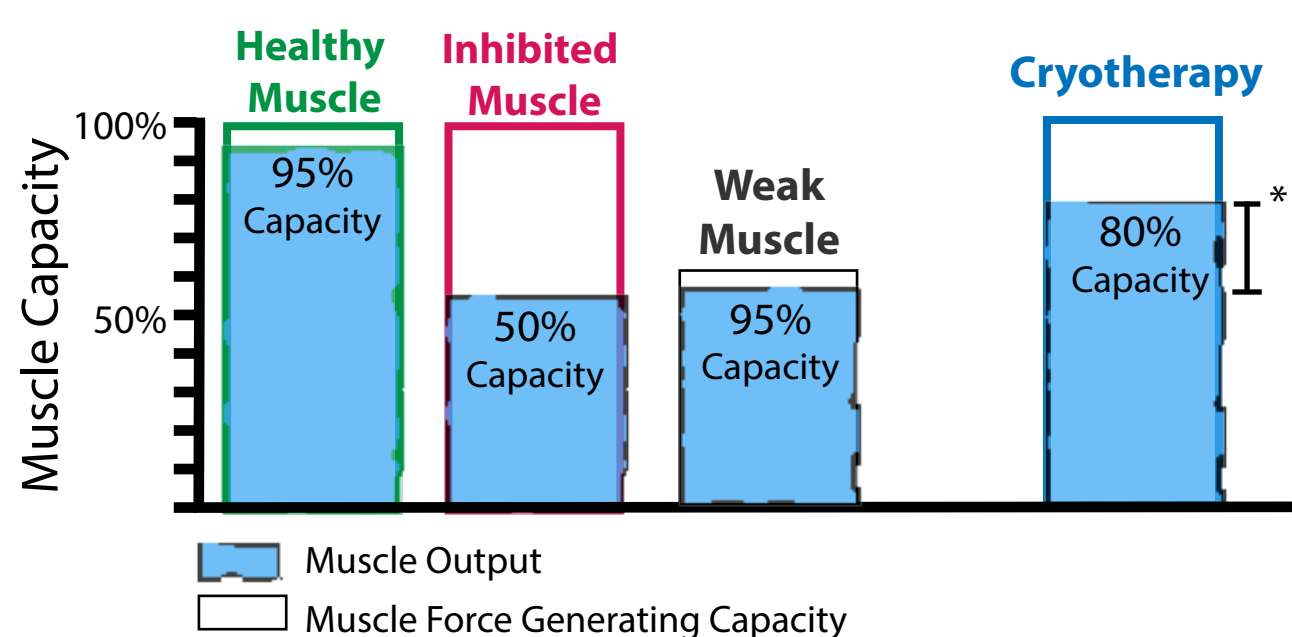 Healthy
Muscle
Inhibited
Muscle
Weak
Muscle
Cryotherapy
Muscle Capacity
100%
50%
95%
Capacity
50%
Capacity
95%
Capacity
80%
Capacity
*
Muscle Output
Muscle Force Generating Capacity